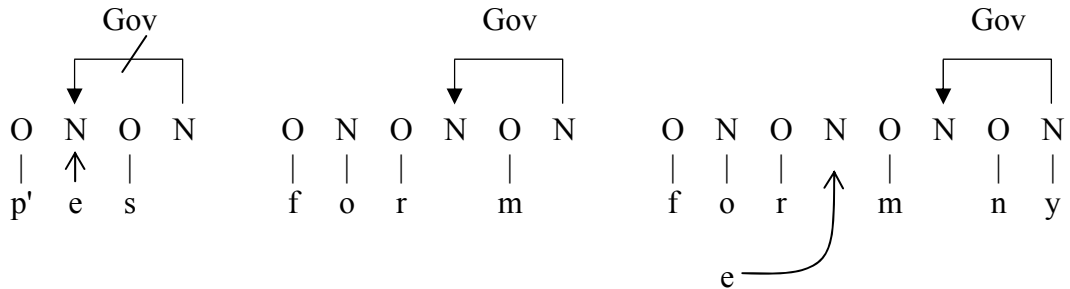 Gov Gov Gov
O N O N O N O N O N O N O N O N O N
p' e s f o r m f o r m n y
e